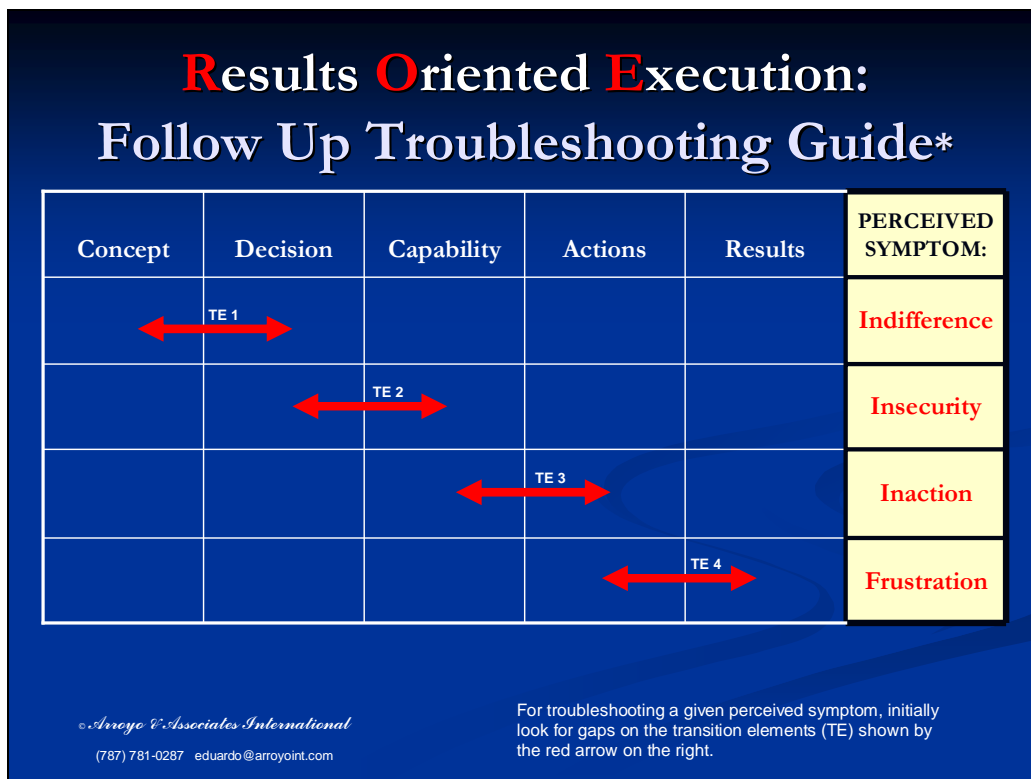 Results Oriented Execution:
Follow Up Troubleshooting Guide*
Concept Decision Capability Actions Results PERCEIVED
SYMPTOM:
TE 1 Indifference
TE 2 Insecurity
TE 3 Inaction
TE 4 Frustration
© Arroyo & Associates International
(787) 781-0287 eduardo@arroyoint.com
For troubleshooting a given perceived symptom, initially
look for gaps on the transition elements (TE) shown by
the red arrow on the right.